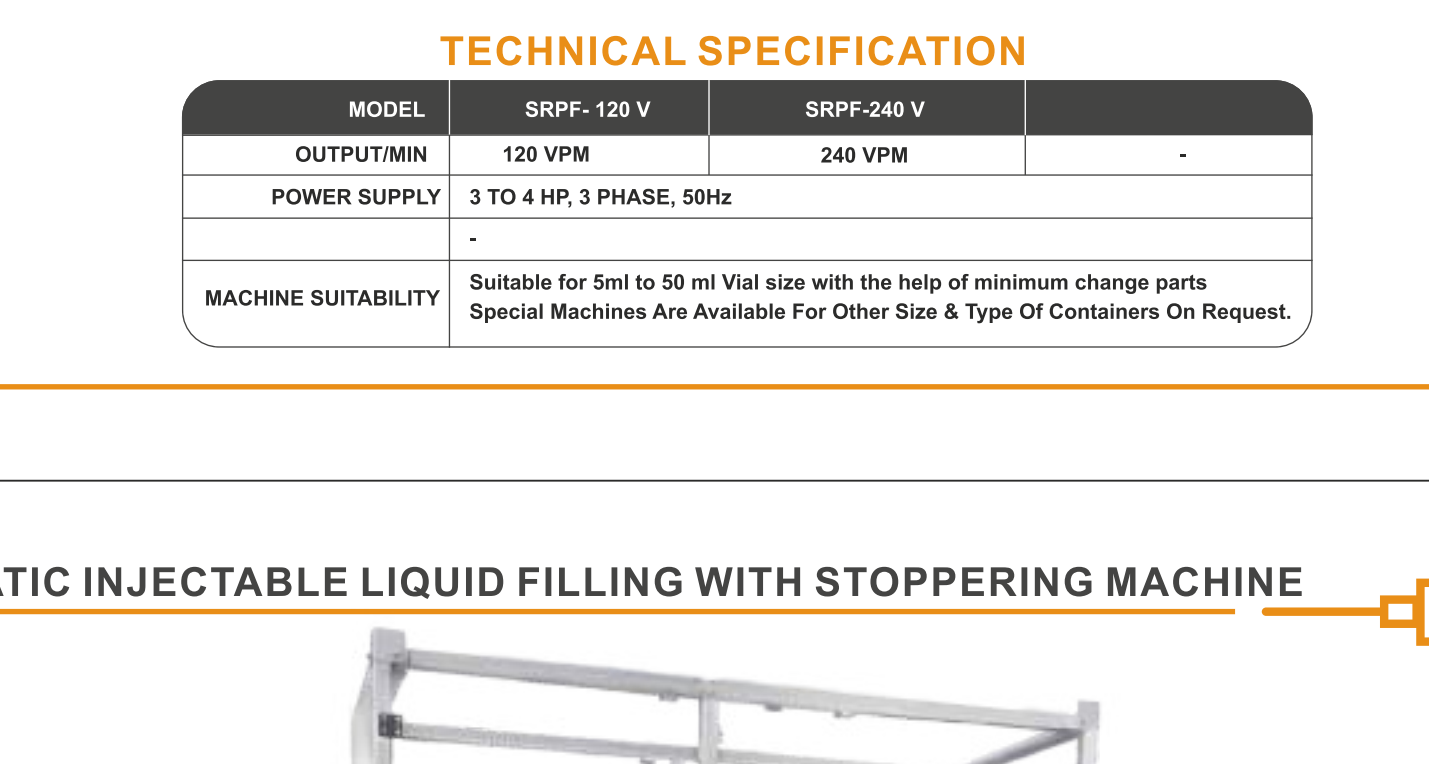 TECHNICAL SPECIFICATION
MODEL SRPF- 120 V SRPF-240 V
OUTPUT/MIN 120 VPM 240 VPM -
POWER SUPPLY 3 TO 4 HP, 3 PHASE, 50Hz
-
MACHINE SUITABILITY Suitable for 5ml to 50 ml Vial size with the help of minimum change parts
Special Machines Are Available For Other Size & Type Of Containers On Request.
ATIC INJECTABLE LIQUID FILLING WITH STOPPERING MACHINE